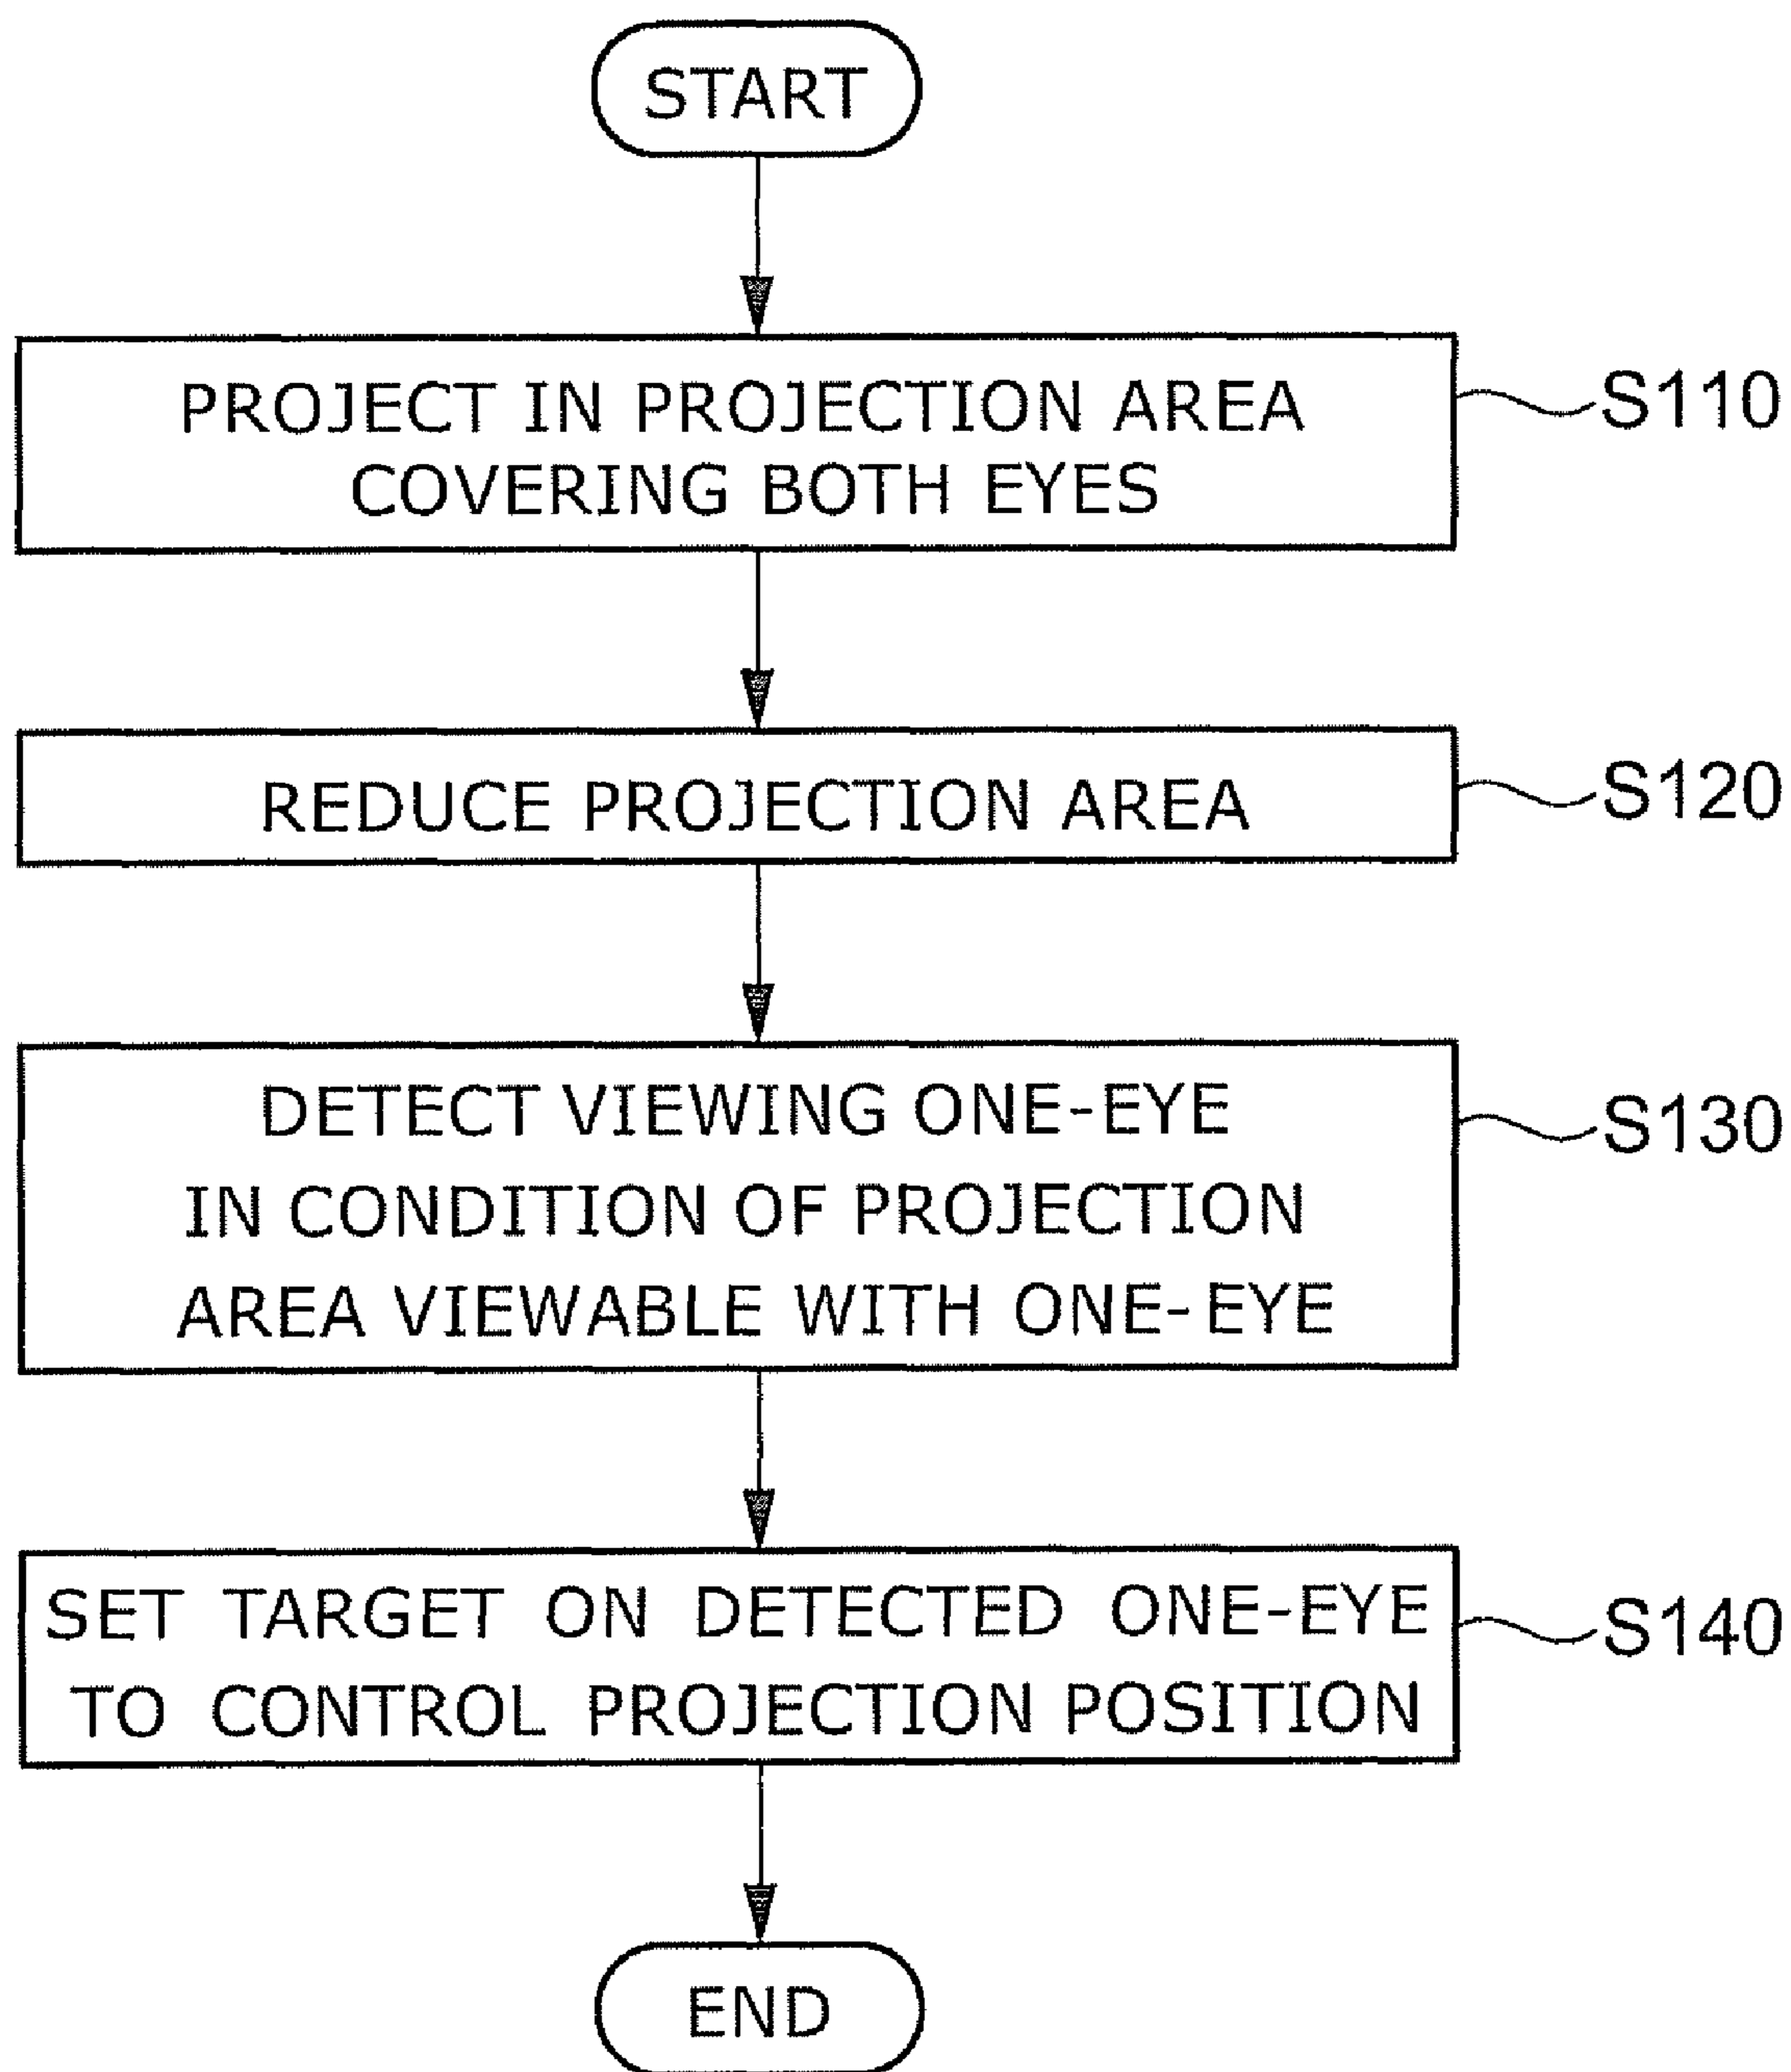 START
PROJECT IN PROJECTION AREA
COVERING BOTH EYES
S110
REDUCE PROJECTION AREA
S120
DETECT VIEWING ONE-EYE
IN CONDITION OF PROJECTION
AREA VIEWABLE WITH ONE-EYE
S130
SET TARGET ON DETECTED ONE-EYE
TO CONTROL PROJECTION POSITION
S140
END